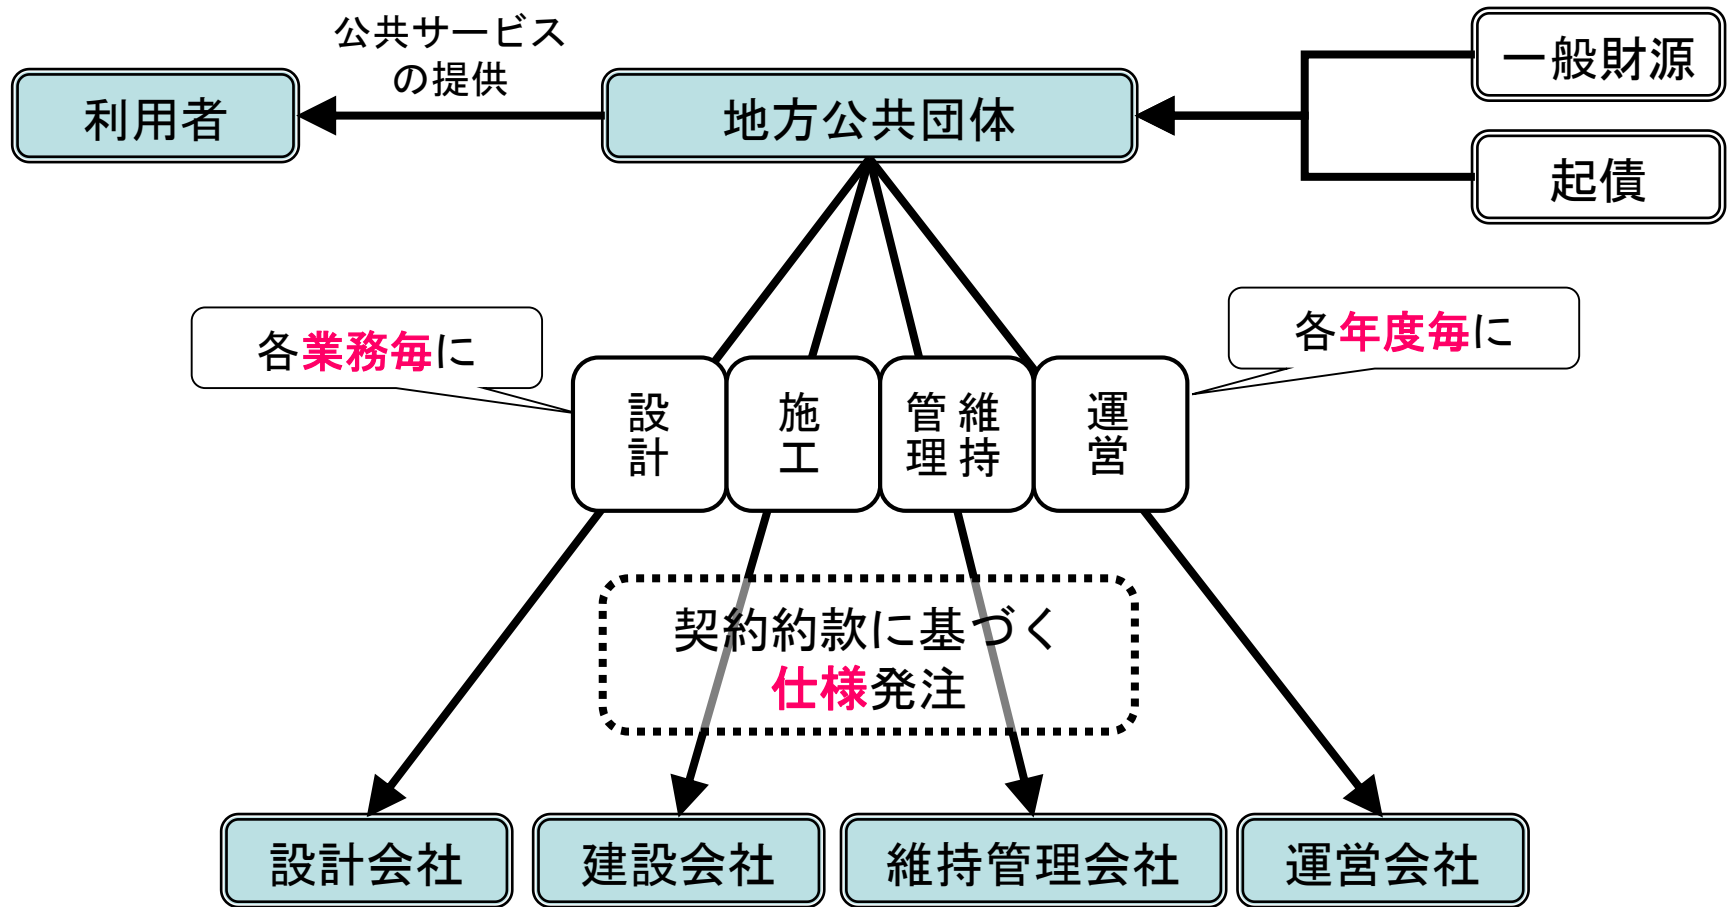 公共サービス
の提供
利用者
地方公共団体
一般財源
起債
各業務毎に
各年度毎に
設計
施工
維持
管理
運営
契約約款に基づく
仕様発注
設計会社
建設会社
維持管理会社
運営会社